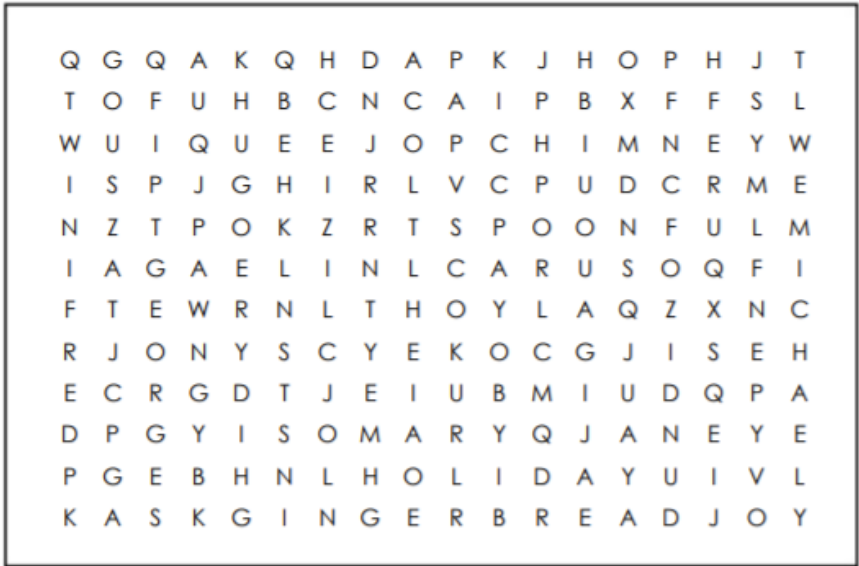 Q G Q A K Q H D A P K J H O P H J T
T O F U H B C N C A I P B X F F S L
W U I Q U E E J O P C H I M N E Y W
I S P J G H I R L V C P U D C R M E
N Z T P O K Z R T S P O O N F U L M
I A G A E L I N L C A R U S O Q F I
F T E W R N L T H O Y L A Q Z X N C
R J O N Y S C Y E K O C G J I S E H
E C R G D T J E I U B M I U D Q P A
D P G Y I S O M A R Y Q J A N E Y E
P G E B H N L H O L I D A Y U I V L
K A S K G I N G E R B R E A D J O Y